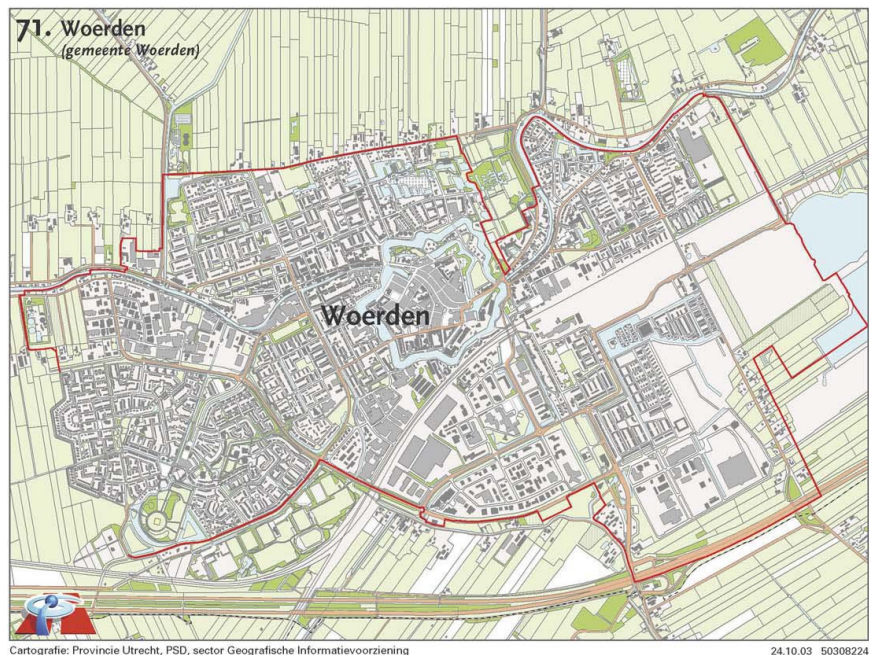 71. Woerden
(gemeente Woerden)
Woerden
Cartografie: Provincie Utrecht, PSD, sector Geografische Informatievoorziening
24.10.03 50308224